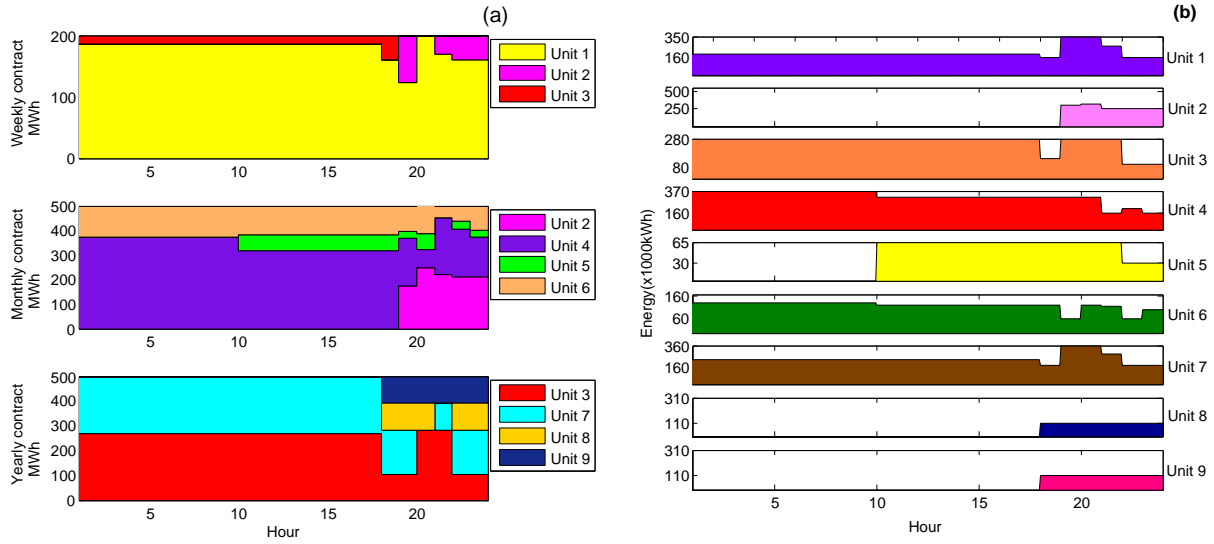 (a)
Weekly contract
MWh
200
100
0
5
10
15
20
Unit 1
Unit 2
Unit 3
Monthly contract
MWh
500
400
300
200
100
0
5
10
15
20
Unit 2
Unit 4
Unit 5
Unit 6
Yearly contract
MWh
500
400
300
200
100
0
5
10
15
20
Hour
Unit 3
Unit 7
Unit 8
Unit 9
(b)
Energy(x1000kWh)
350
160
Unit 1
500
250
5
10
15
20
Unit 2
280
80
Unit 3
370
160
Unit 4
65
30
Unit 5
160
60
Unit 6
360
160
Unit 7
310
110
Unit 8
310
110
Unit 9
5
10
15
20
Hour